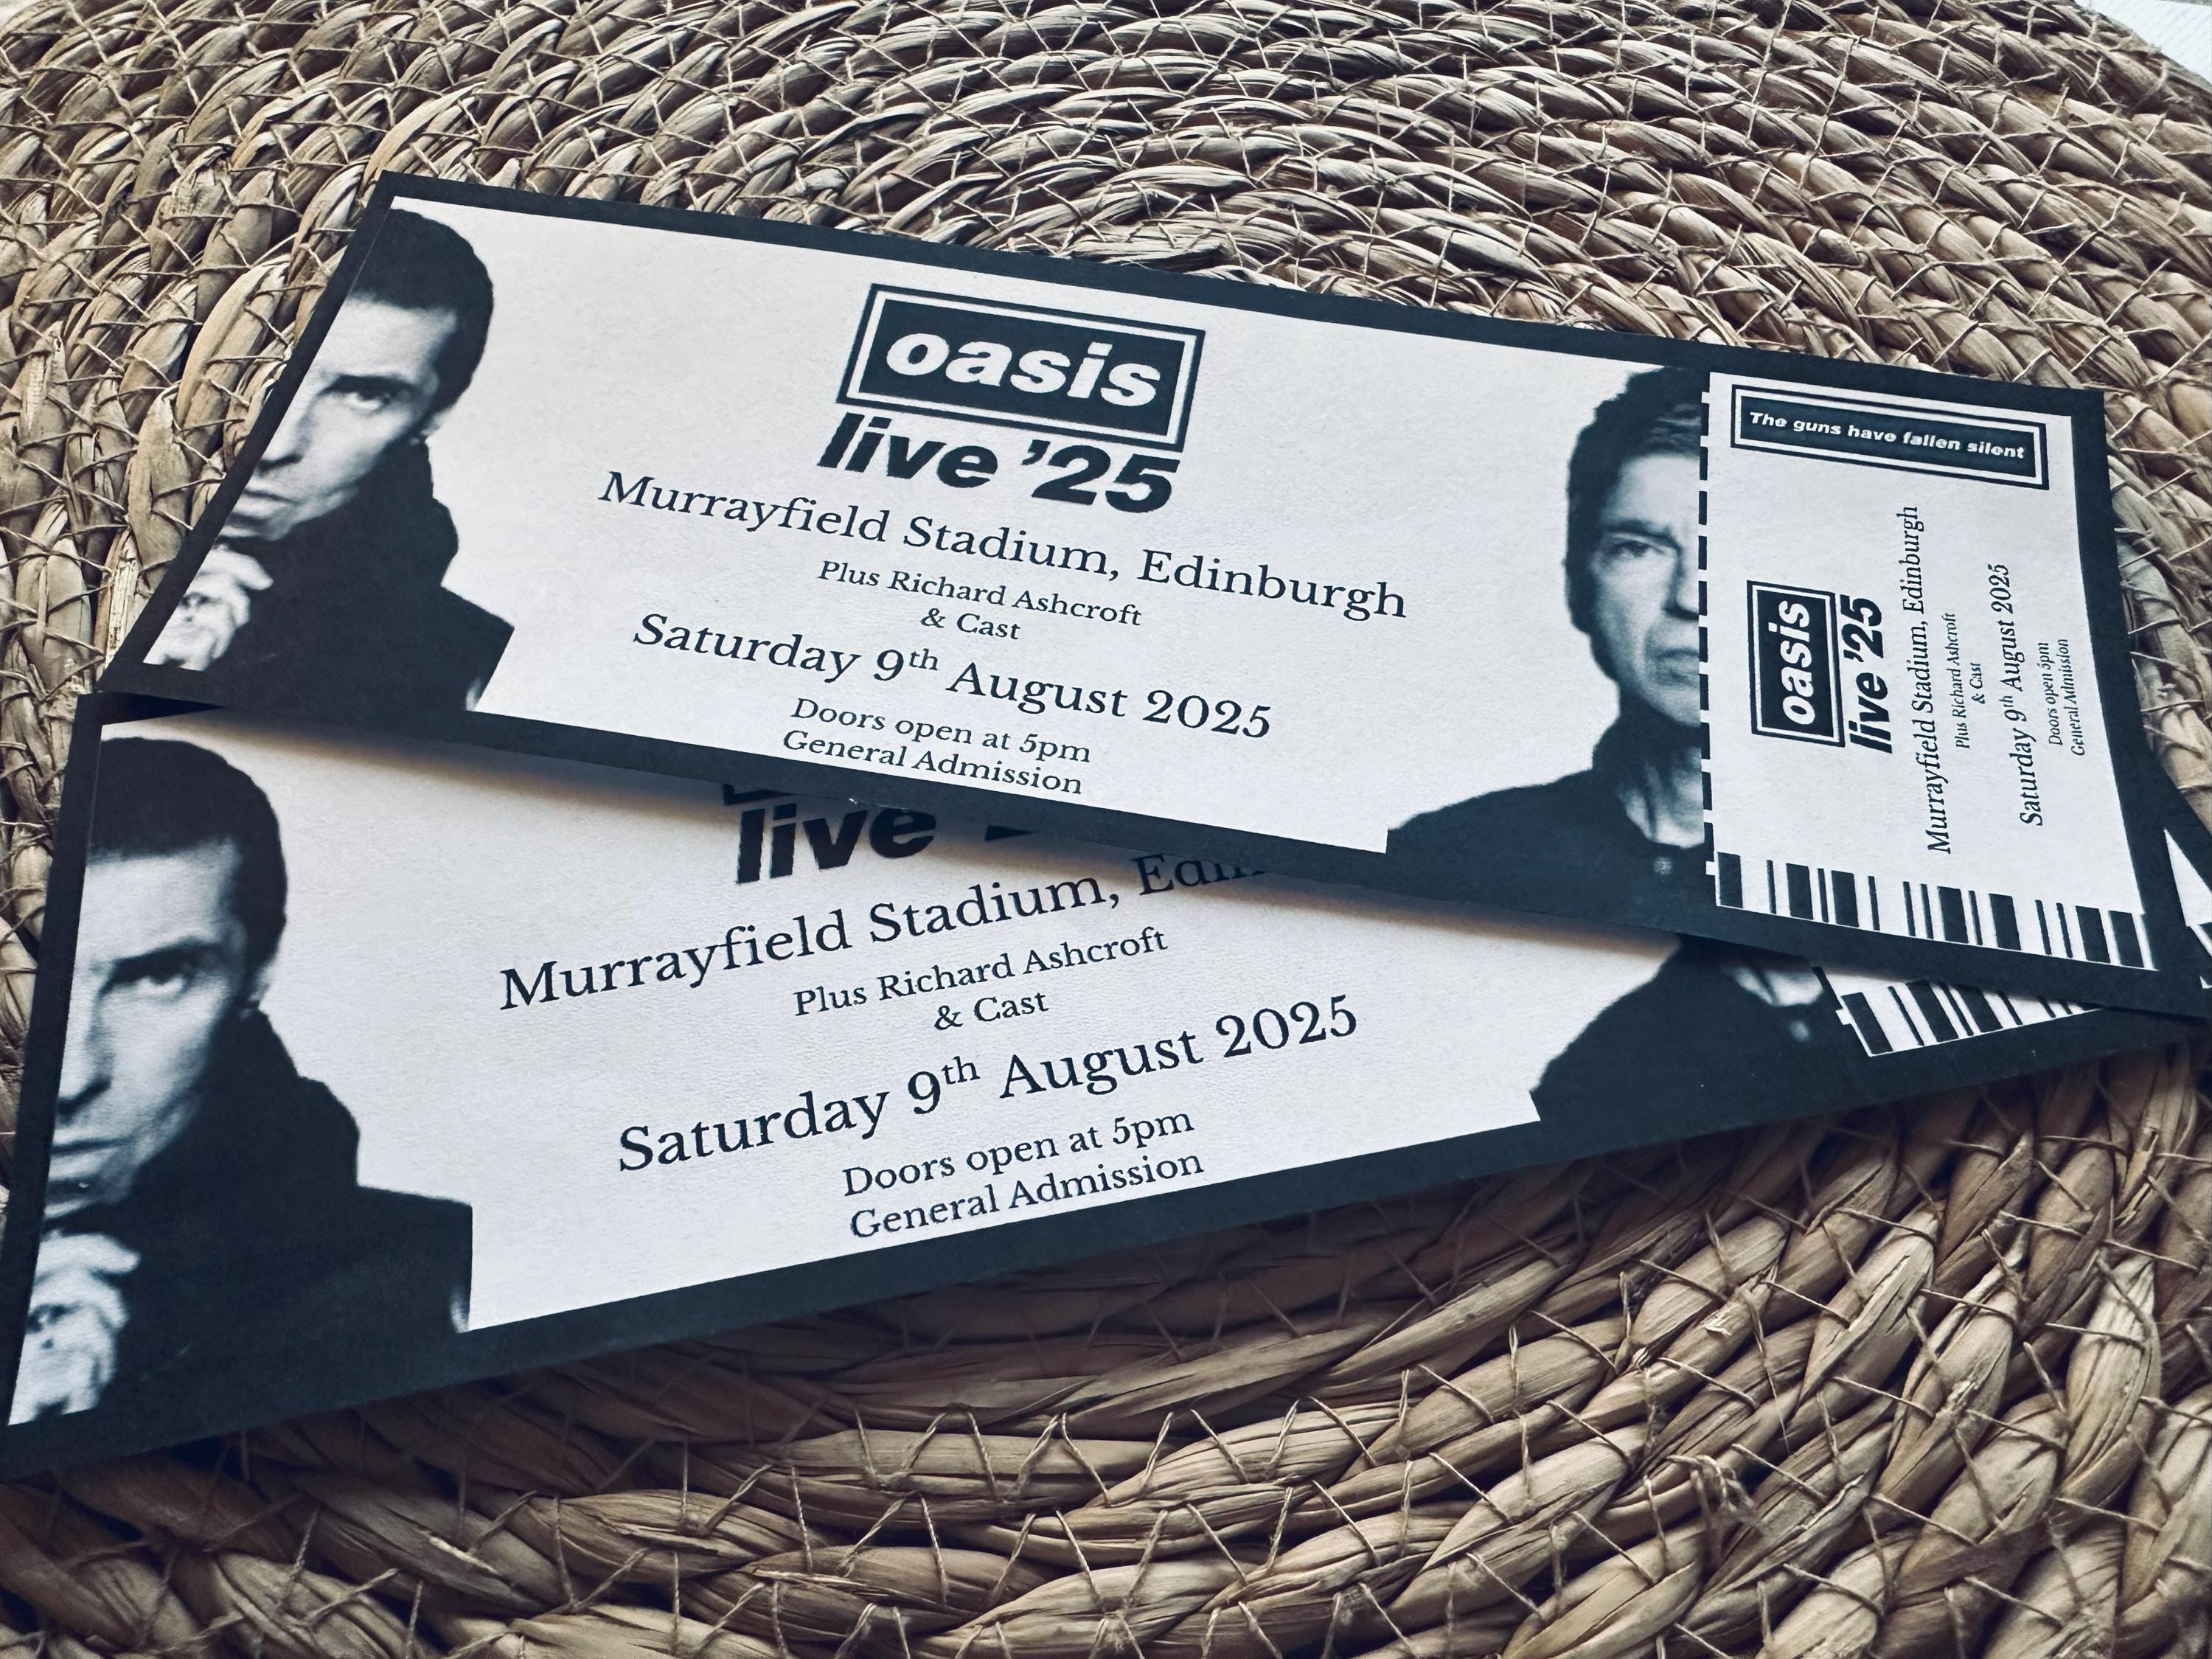 oasis
live '25
Murrayfield Stadium, Edinburgh
Plus Richard Ashcroft
& Cast
Saturday 9th August 2025
Doors open at 5pm
General Admission
The guns have fallen silent
oasis
live '25
Murrayfield Stadium, Edinburgh
Plus Richard Ashcroft
& Cast
Saturday 9th August 2025
Doors open 5pm
General Admission
live
Murrayfield Stadium,
Plus Richard Ashcroft
& Cast
Saturday 9th August 2025
Doors open at 5pm
General Admission